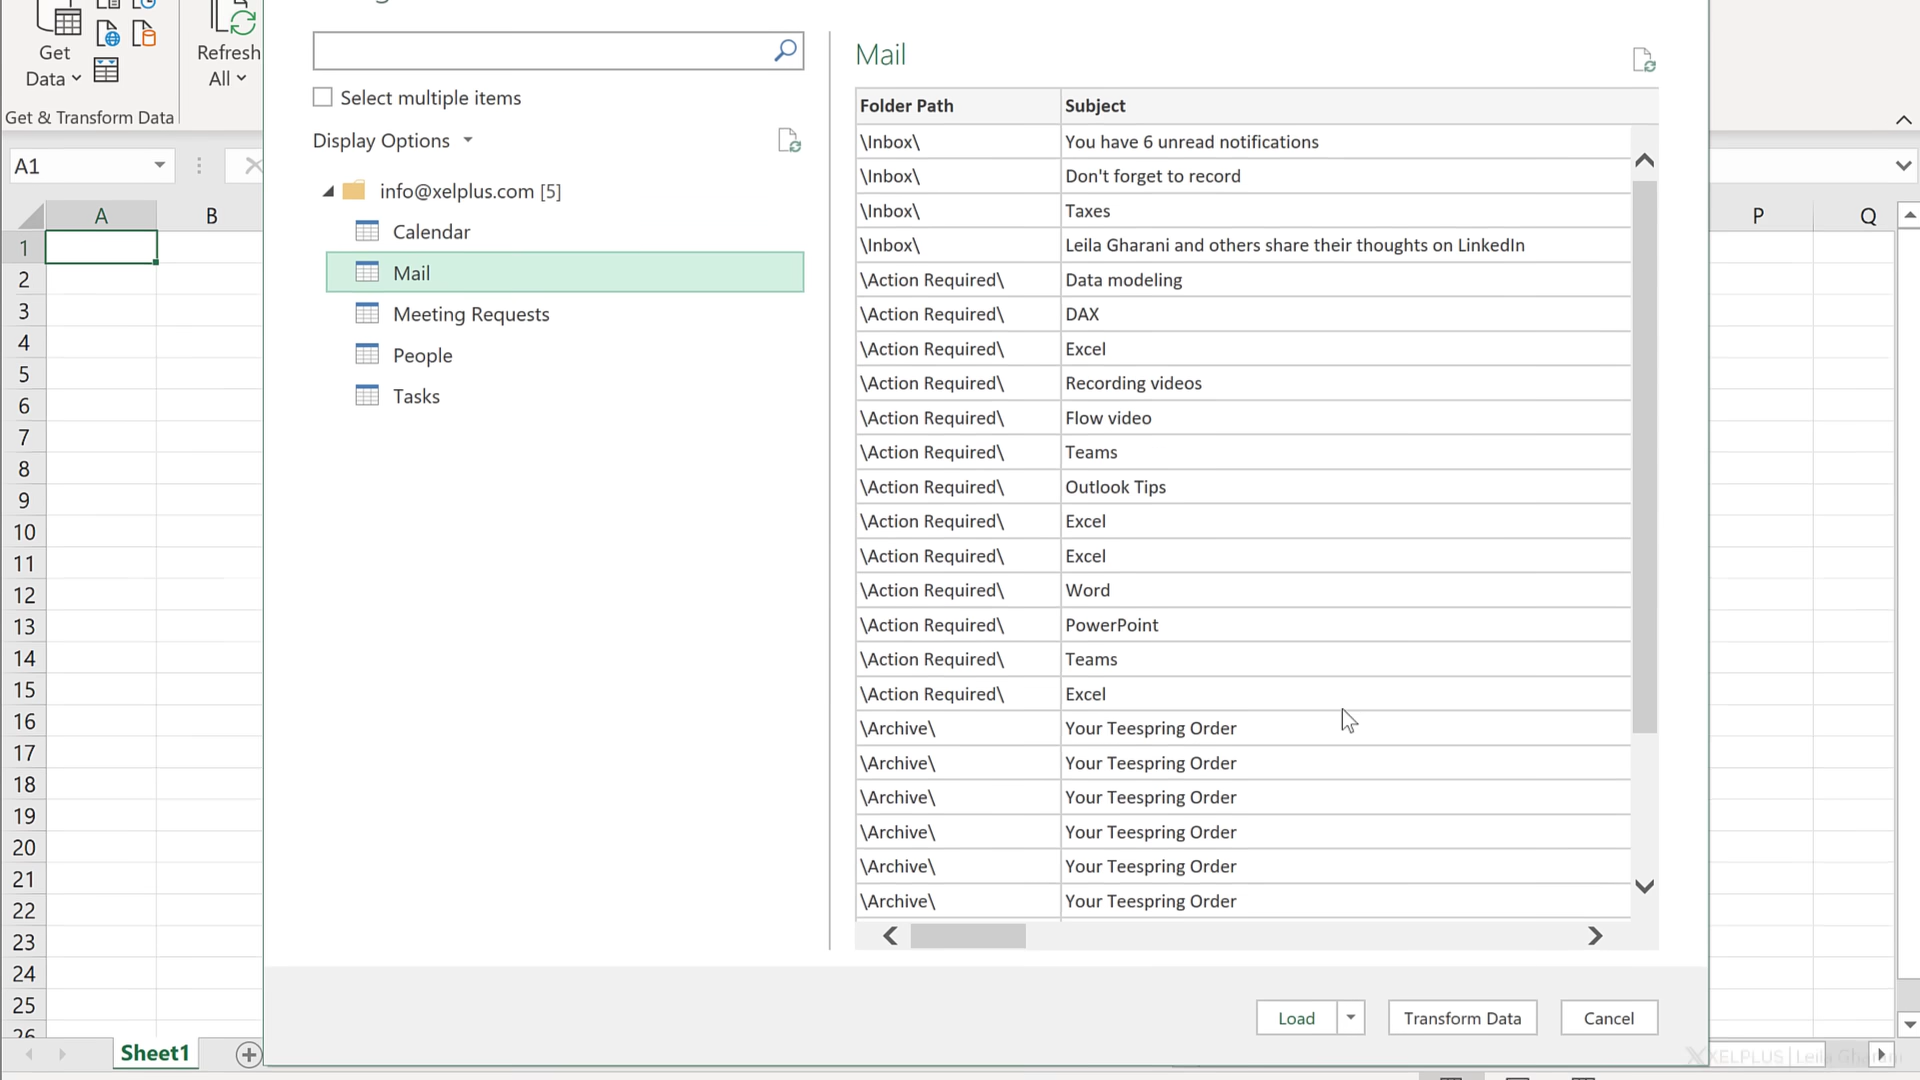 Get
Data
Refresh
All
Get & Transform Data
A1
Select multiple items
Display Options
info@xelplus.com [5]
Calendar
Mail
Meeting Requests
People
Tasks
Mail
Folder Path Subject
\Inbox\ You have 6 unread notifications
\Inbox\ Don't forget to record
\Inbox\ Taxes
\Inbox\ Leila Gharani and others share their thoughts on LinkedIn
\Action Required\ Data modeling
\Action Required\ DAX
\Action Required\ Excel
\Action Required\ Recording videos
\Action Required\ Flow video
\Action Required\ Teams
\Action Required\ Outlook Tips
\Action Required\ Excel
\Action Required\ Excel
\Action Required\ Word
\Action Required\ PowerPoint
\Action Required\ Teams
\Action Required\ Excel
\Archive\ Your Teespring Order
\Archive\ Your Teespring Order
\Archive\ Your Teespring Order
\Archive\ Your Teespring Order
\Archive\ Your Teespring Order
\Archive\ Your Teespring Order
Load Transform Data Cancel
A B P Q
1
2
3
4
5
6
7
8
9
10
11
12
13
14
15
16
17
18
19
20
21
22
23
24
25
26
Sheet1
XELPLUS | Leila Gharani